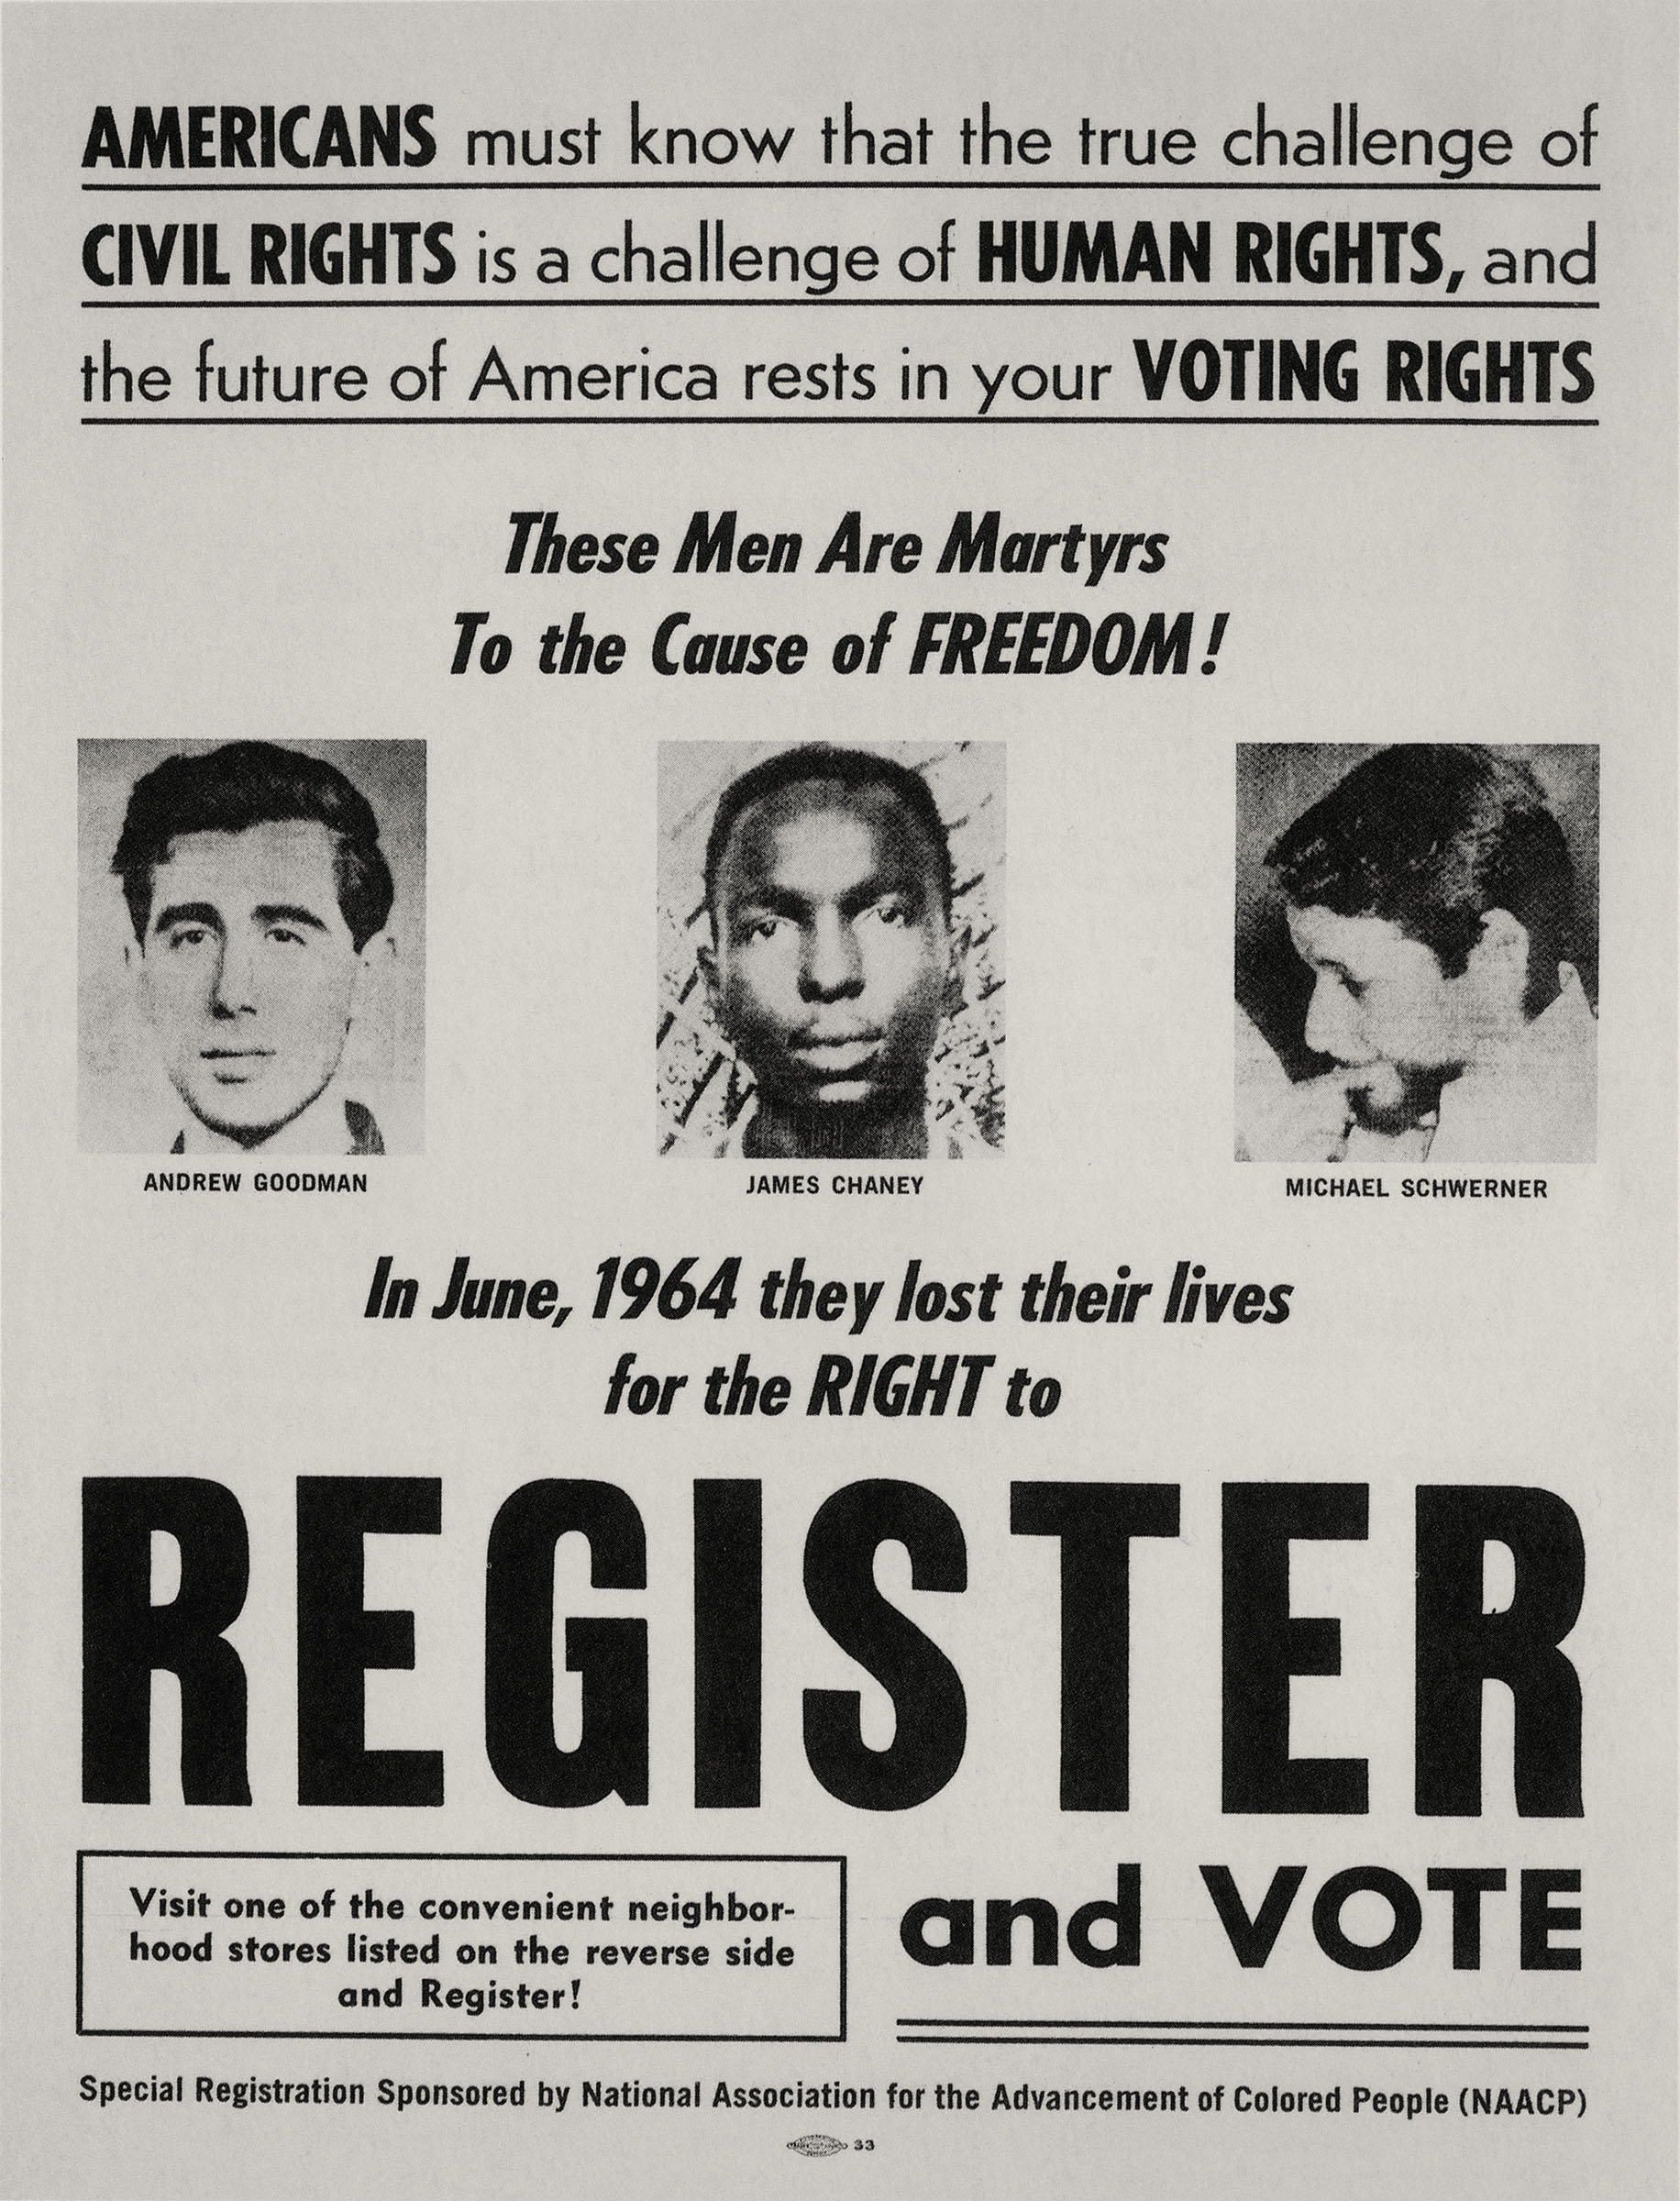 AMERICANS must know that the true challenge of
CIVIL RIGHTS is a challenge of HUMAN RIGHTS, and
the future of America rests in your VOTING RIGHTS
These Men Are Martyrs
To the Cause of FREEDOM!
ANDREW GOODMAN
JAMES CHANEY
MICHAEL SCHWERNER
In June, 1964 they lost their lives
for the RIGHT to
REGISTER
and VOTE
Visit one of the convenient neighbor-
hood stores listed on the reverse side
and Register!
Special Registration Sponsored by National Association for the Advancement of Colored People (NAACP)
33